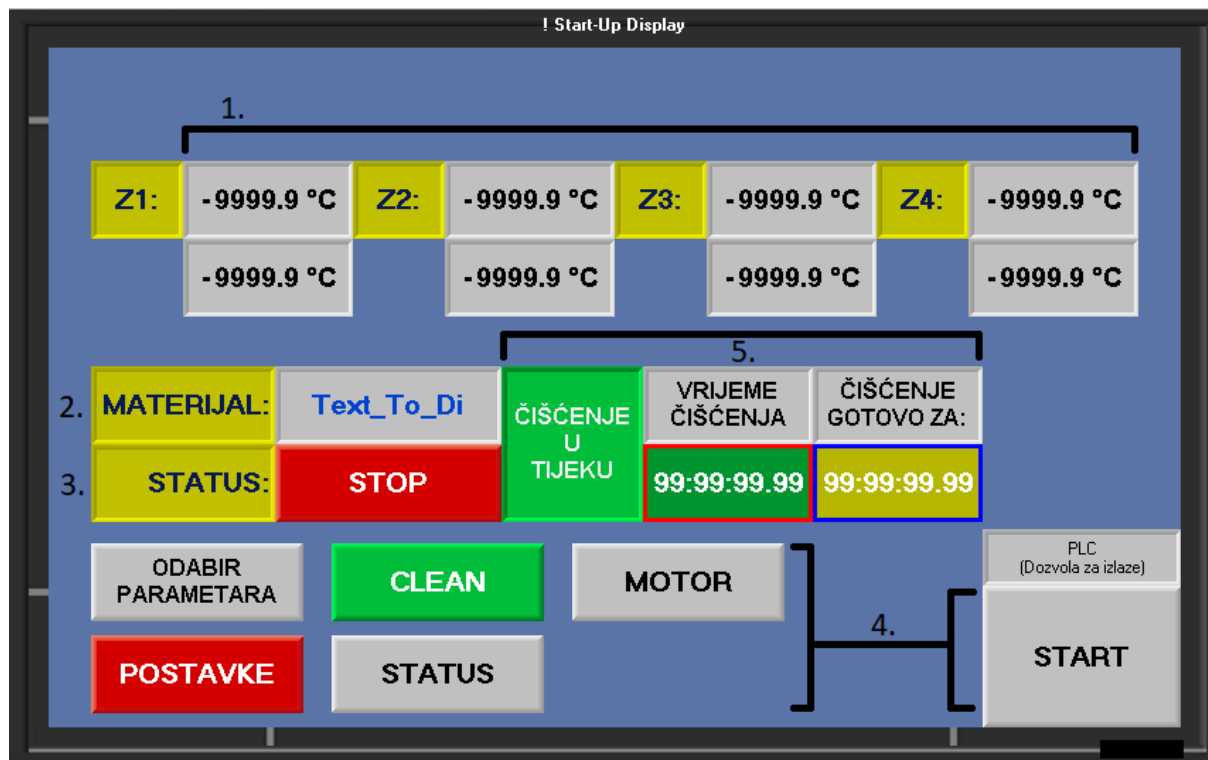 ! Start-Up Display
1.
Z1: -9999.9 °C Z2: -9999.9 °C Z3: -9999.9 °C Z4: -9999.9 °C
-9999.9 °C -9999.9 °C -9999.9 °C -9999.9 °C
5.
2. MATERIJAL: Text_To_Di
3. STATUS: STOP
ČIŠĆENJE
U
TIJEKU
VRIJEME
ČIŠĆENJA
99:99:99.99
ČIŠĆENJE
GOTOVO ZA:
99:99:99.99
ODABIR
PARAMETARA
CLEAN
MOTOR
POSTAVKE
STATUS
4.
PLC
(Dozvola za izlaze)
START